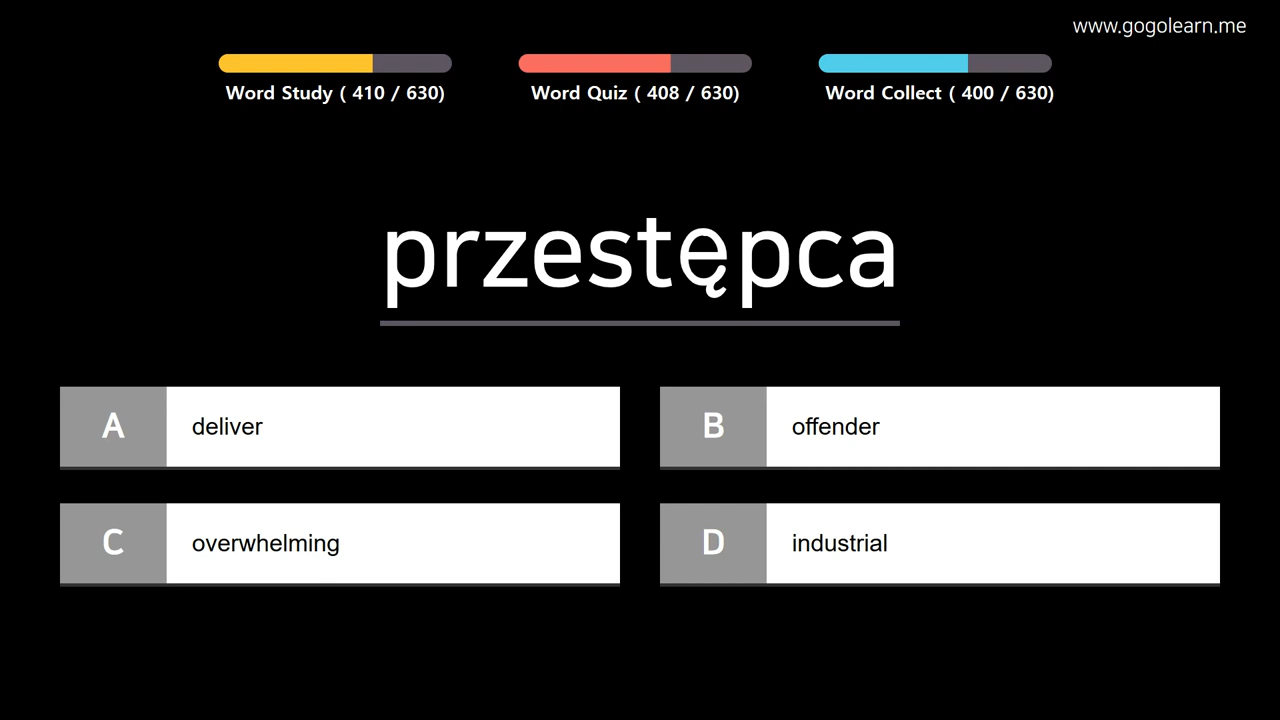 www.gogolearn.me
Word Study ( 410 / 630)
Word Quiz ( 408 / 630)
Word Collect ( 400 / 630)
przestępca
A deliver
B offender
C overwhelming
D industrial